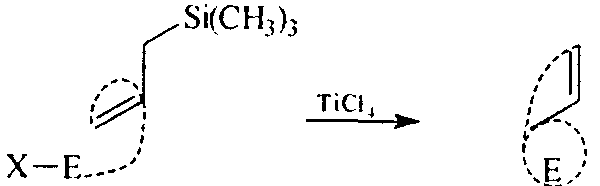 Si(CH₃)₃
TiCl₄
X–E
E